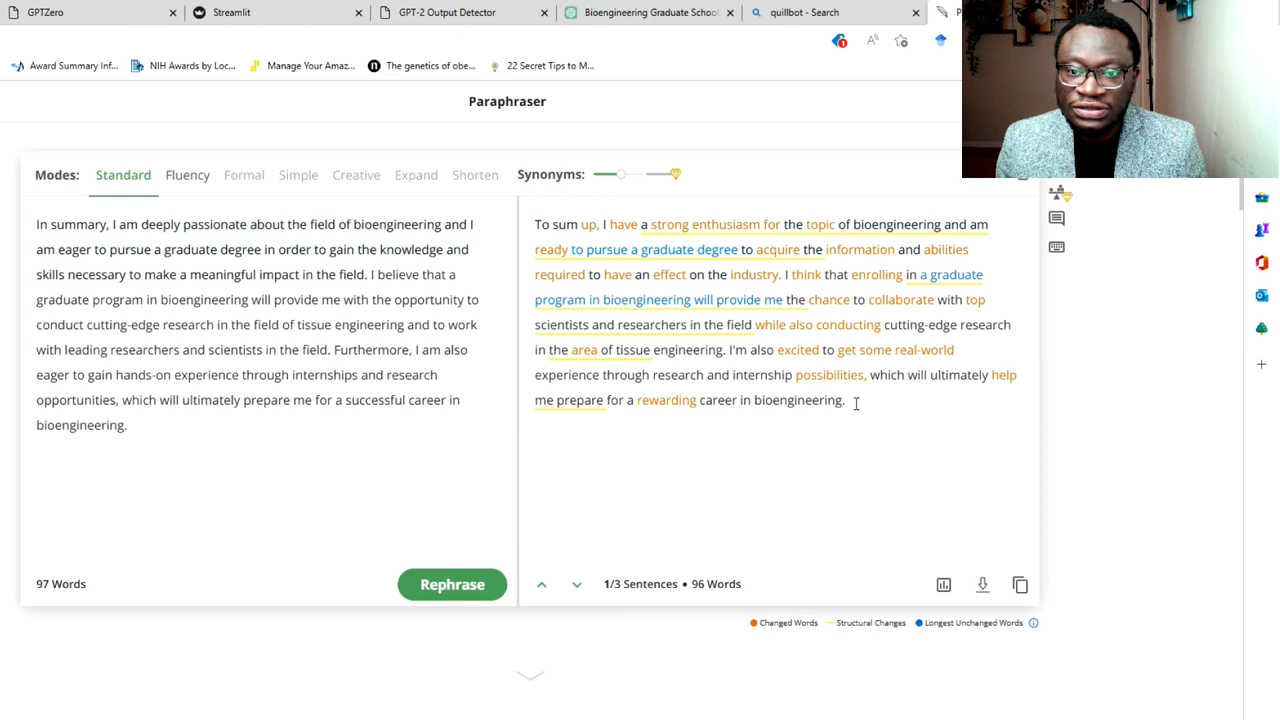 GPTZero
Streamlit
GPT-2 Output Detector
Bioengineering Graduate School
quillbot - Search
Award Summary Inf...
NIH Awards by Loc...
Manage Your Amaz...
The genetics of obe...
22 Secret Tips to M...
Paraphraser
Modes: Standard Fluency Formal Simple Creative Expand Shorten Synonyms:
In summary, I am deeply passionate about the field of bioengineering and I
am eager to pursue a graduate degree in order to gain the knowledge and
skills necessary to make a meaningful impact in the field. I believe that a
graduate program in bioengineering will provide me with the opportunity to
conduct cutting-edge research in the field of tissue engineering and to work
with leading researchers and scientists in the field. Furthermore, I am also
eager to gain hands-on experience through internships and research
opportunities, which will ultimately prepare me for a successful career in
bioengineering.
97 Words
Rephrase
To sum up, I have a strong enthusiasm for the topic of bioengineering and am
ready to pursue a graduate degree to acquire the information and abilities
required to have an effect on the industry. I think that enrolling in a graduate
program in bioengineering will provide me the chance to collaborate with top
scientists and researchers in the field while also conducting cutting-edge research
in the area of tissue engineering. I'm also excited to get some real-world
experience through research and internship possibilities, which will ultimately help
me prepare for a rewarding career in bioengineering.
1/3 Sentences • 96 Words
Changed Words
Structural Changes
Longest Unchanged Words